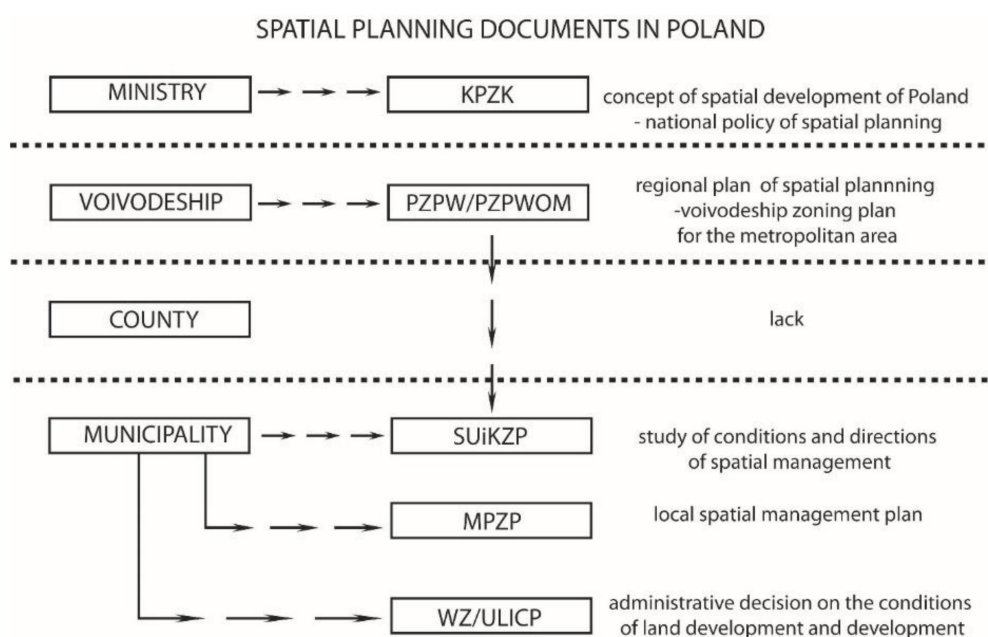 SPATIAL PLANNING DOCUMENTS IN POLAND
MINISTRY
KPZK
concept of spatial development of Poland
- national policy of spatial planning
VOIVODESHIP
PZPW/PZPWOM
regional plan of spatial plannning
-voivodeship zoning plan
for the metropolitan area
COUNTY
lack
MUNICIPALITY
SUiKZP
study of conditions and directions
of spatial management
MPZP
local spatial management plan
WZ/ULICP
administrative decision on the conditions
of land development and development